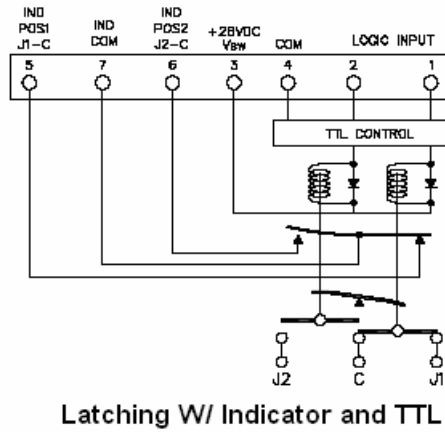 IND POS1 J1-C
IND COM
IND POS2 J2-C
+28VDC VBW
COM
LOGIC INPUT
5 7 6 3 4 2 1
TTL CONTROL
J2 C J1
Latching W/ Indicator and TTL